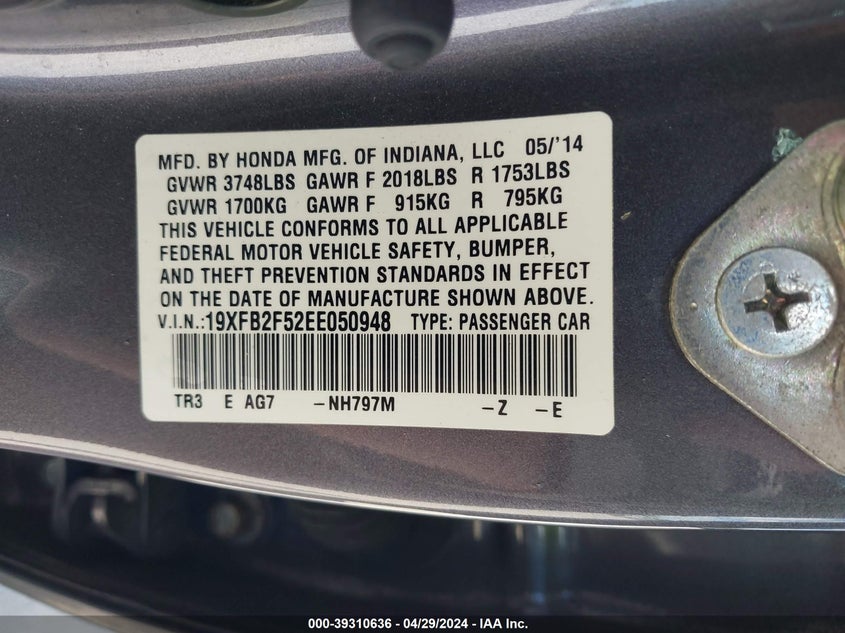 MFD. BY HONDA MFG. OF INDIANA, LLC 05/'14
GVWR 3748LBS GAWR F 2018LBS R 1753LBS
GVWR 1700KG GAWR F 915KG R 795KG
THIS VEHICLE CONFORMS TO ALL APPLICABLE
FEDERAL MOTOR VEHICLE SAFETY, BUMPER,
AND THEFT PREVENTION STANDARDS IN EFFECT
ON THE DATE OF MANUFACTURE SHOWN ABOVE.
V.I.N.:19XFB2F52EE050948 TYPE: PASSENGER CAR
TR3 E AG7 -NH797M -Z -E
000-39310636 - 04/29/2024 - IAA Inc.